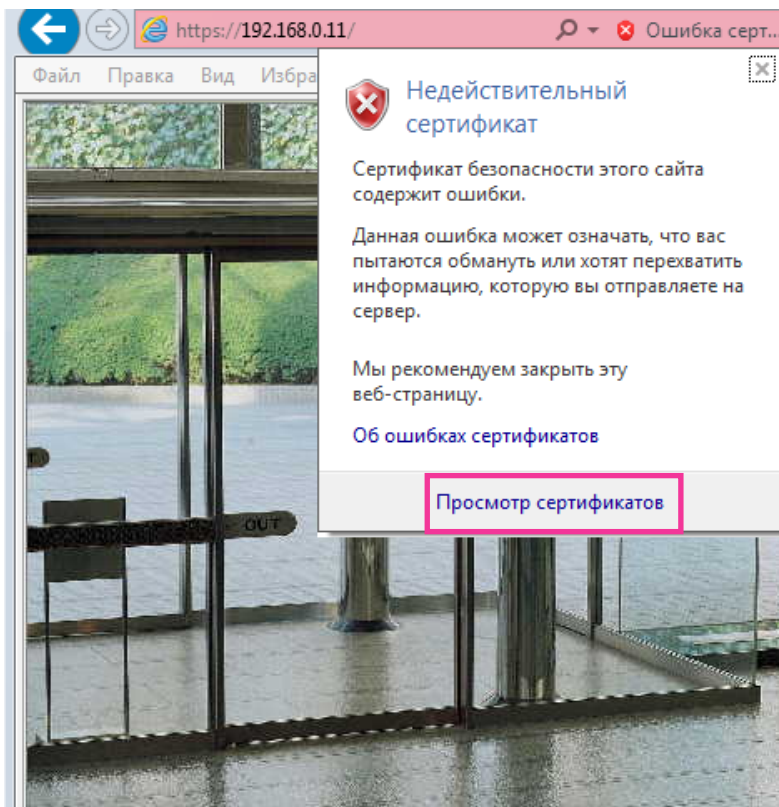 https://192.168.0.11/ Ошибка серт...
Файл Правка Вид Избра
Недействительный
сертификат
Сертификат безопасности этого сайта
содержит ошибки.
Данная ошибка может означать, что вас
пытаются обмануть или хотят перехватить
информацию, которую вы отправляете на
сервер.
Мы рекомендуем закрыть эту
веб-страницу.
Об ошибках сертификатов
Просмотр сертификатов
OUT